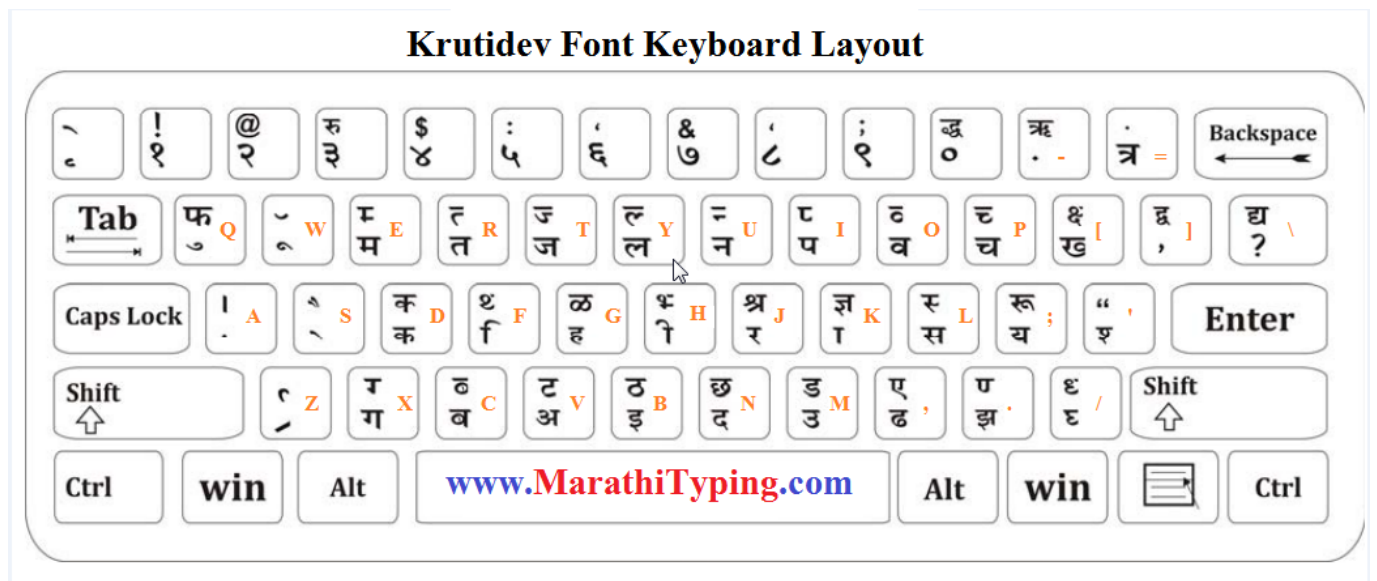 Krutidev Font Keyboard Layout
! @ रु $ : ‘ & ‘ ; द्ध ऋ · Backspace
१ २ ३ ४ ५ ६ ७ ८ ९ ० · - त्र =
Tab फ Q W म् E त् R ज् T ल् Y न् U प् I व् O च् P क्ष् [ द्व ] द्य \
ु ू म त ज ल न प व च ख , ?
Caps Lock । A ै S क D थ् F ळ G भ् H श्र J ज्ञ K स् L रू ; “ ' Enter
. े क ि ह ी र ा स य श्
Shift Z ग् X ब् C ट V ठ B छ N ड M ए , ण् . ध् / Shift
्र ग ब अ इ द उ ढ झ घ्
Ctrl win Alt www.MarathiTyping.com Alt win Ctrl